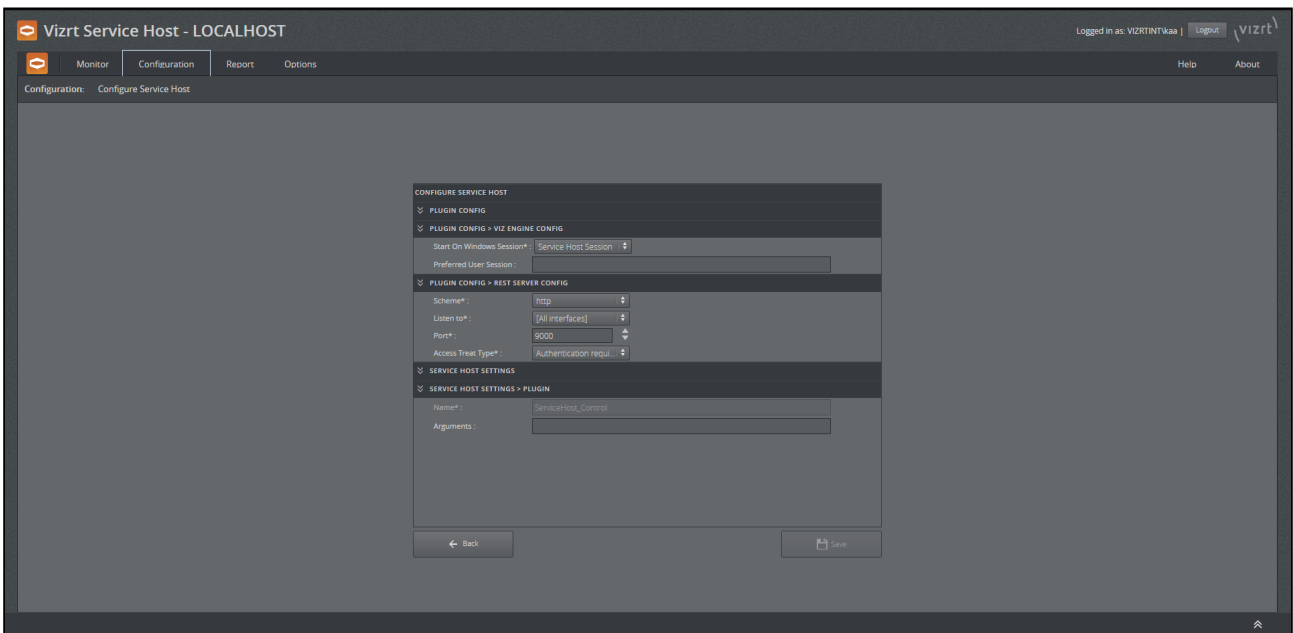 Vizrt Service Host - LOCALHOST
Logged in as: VIZRTINT\kaa | Logout vizrt
Monitor Configuration Report Options Help About
Configuration: Configure Service Host
CONFIGURE SERVICE HOST
PLUGIN CONFIG
PLUGIN CONFIG > VIZ ENGINE CONFIG
Start On Windows Session* : Service Host Session
Preferred User Session :
PLUGIN CONFIG > REST SERVER CONFIG
Scheme* : http
Listen to* : [All interfaces]
Port* : 9000
Access Treat Type* : Authentication requi...
SERVICE HOST SETTINGS
SERVICE HOST SETTINGS > PLUGIN
Name* : ServiceHost_Control
Arguments :
Back Save